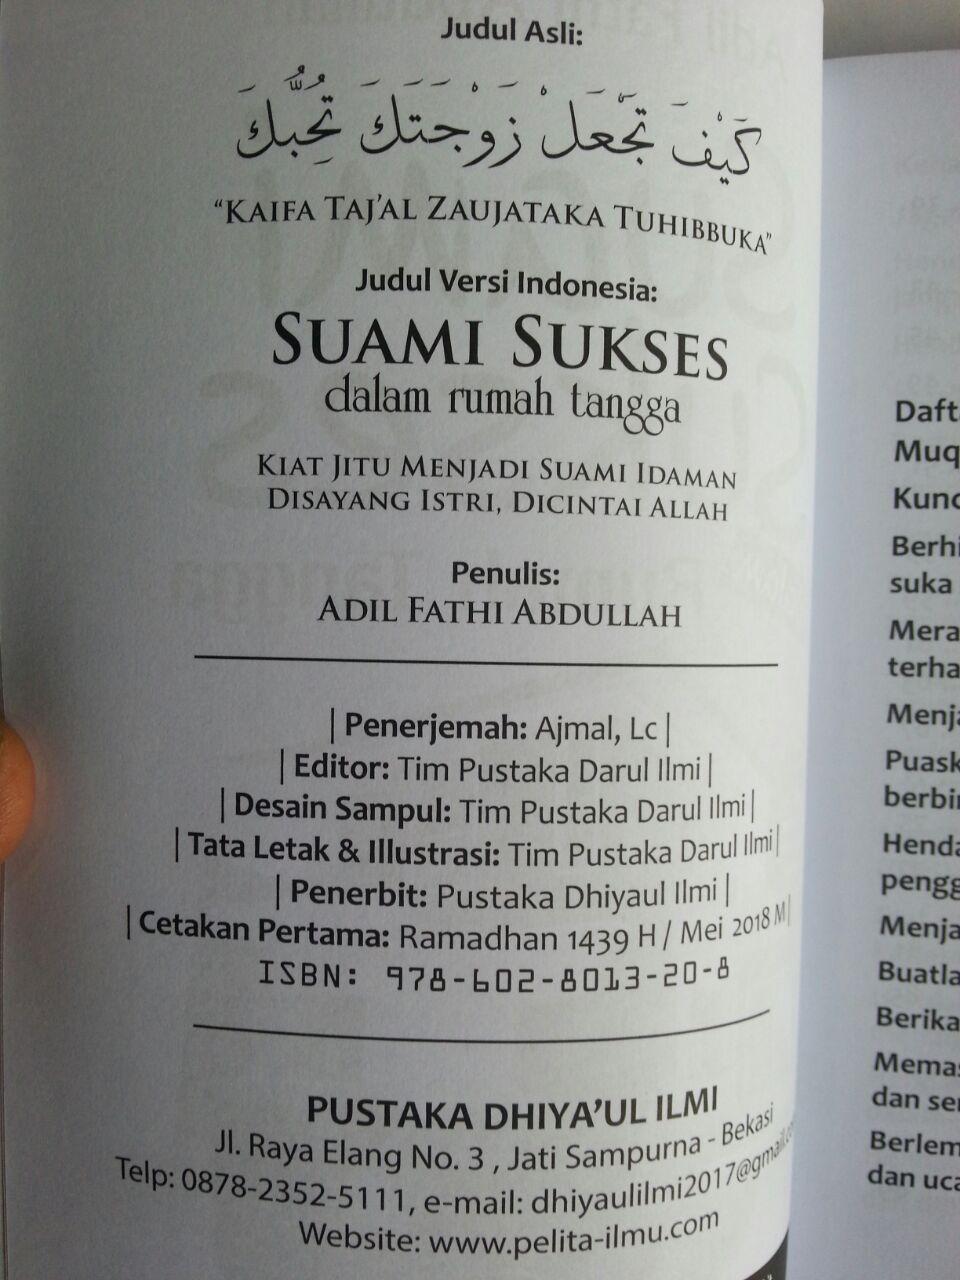 Judul Asli:
كَيْفَ تَجْعَلُ زَوْجَتَكَ تُحِبُّكَ
“KAIFA TAJ’AL ZAUJATAKA TUHIBBUKA”
Judul Versi Indonesia:
SUAMI SUKSES
dalam rumah tangga
KIAT JITU MENJADI SUAMI IDAMAN
DISAYANG ISTRI, DICINTAI ALLAH
Penulis:
ADIL FATHI ABDULLAH
| Penerjemah: Ajmal, Lc |
| Editor: Tim Pustaka Darul Ilmi |
| Desain Sampul: Tim Pustaka Darul Ilmi |
| Tata Letak & Illustrasi: Tim Pustaka Darul Ilmi |
| Penerbit: Pustaka Dhiyaul Ilmi |
| Cetakan Pertama: Ramadhan 1439 H / Mei 2018 M |
ISBN: 978-602-8013-20-8
PUSTAKA DHIYA’UL ILMI
Jl. Raya Elang No. 3 , Jati Sampurna - Bekasi
Telp: 0878-2352-5111, e-mail: dhiyaulilmi2017@gmail.co
Website: www.pelita-ilmu.com
Daft
Muq
Kunc
Berhi
suka
Mera
terha
Menja
Puask
berbin
Henda
pengg
Menja
Buatla
Berika
Memas
dan ser
Berlem
dan uca